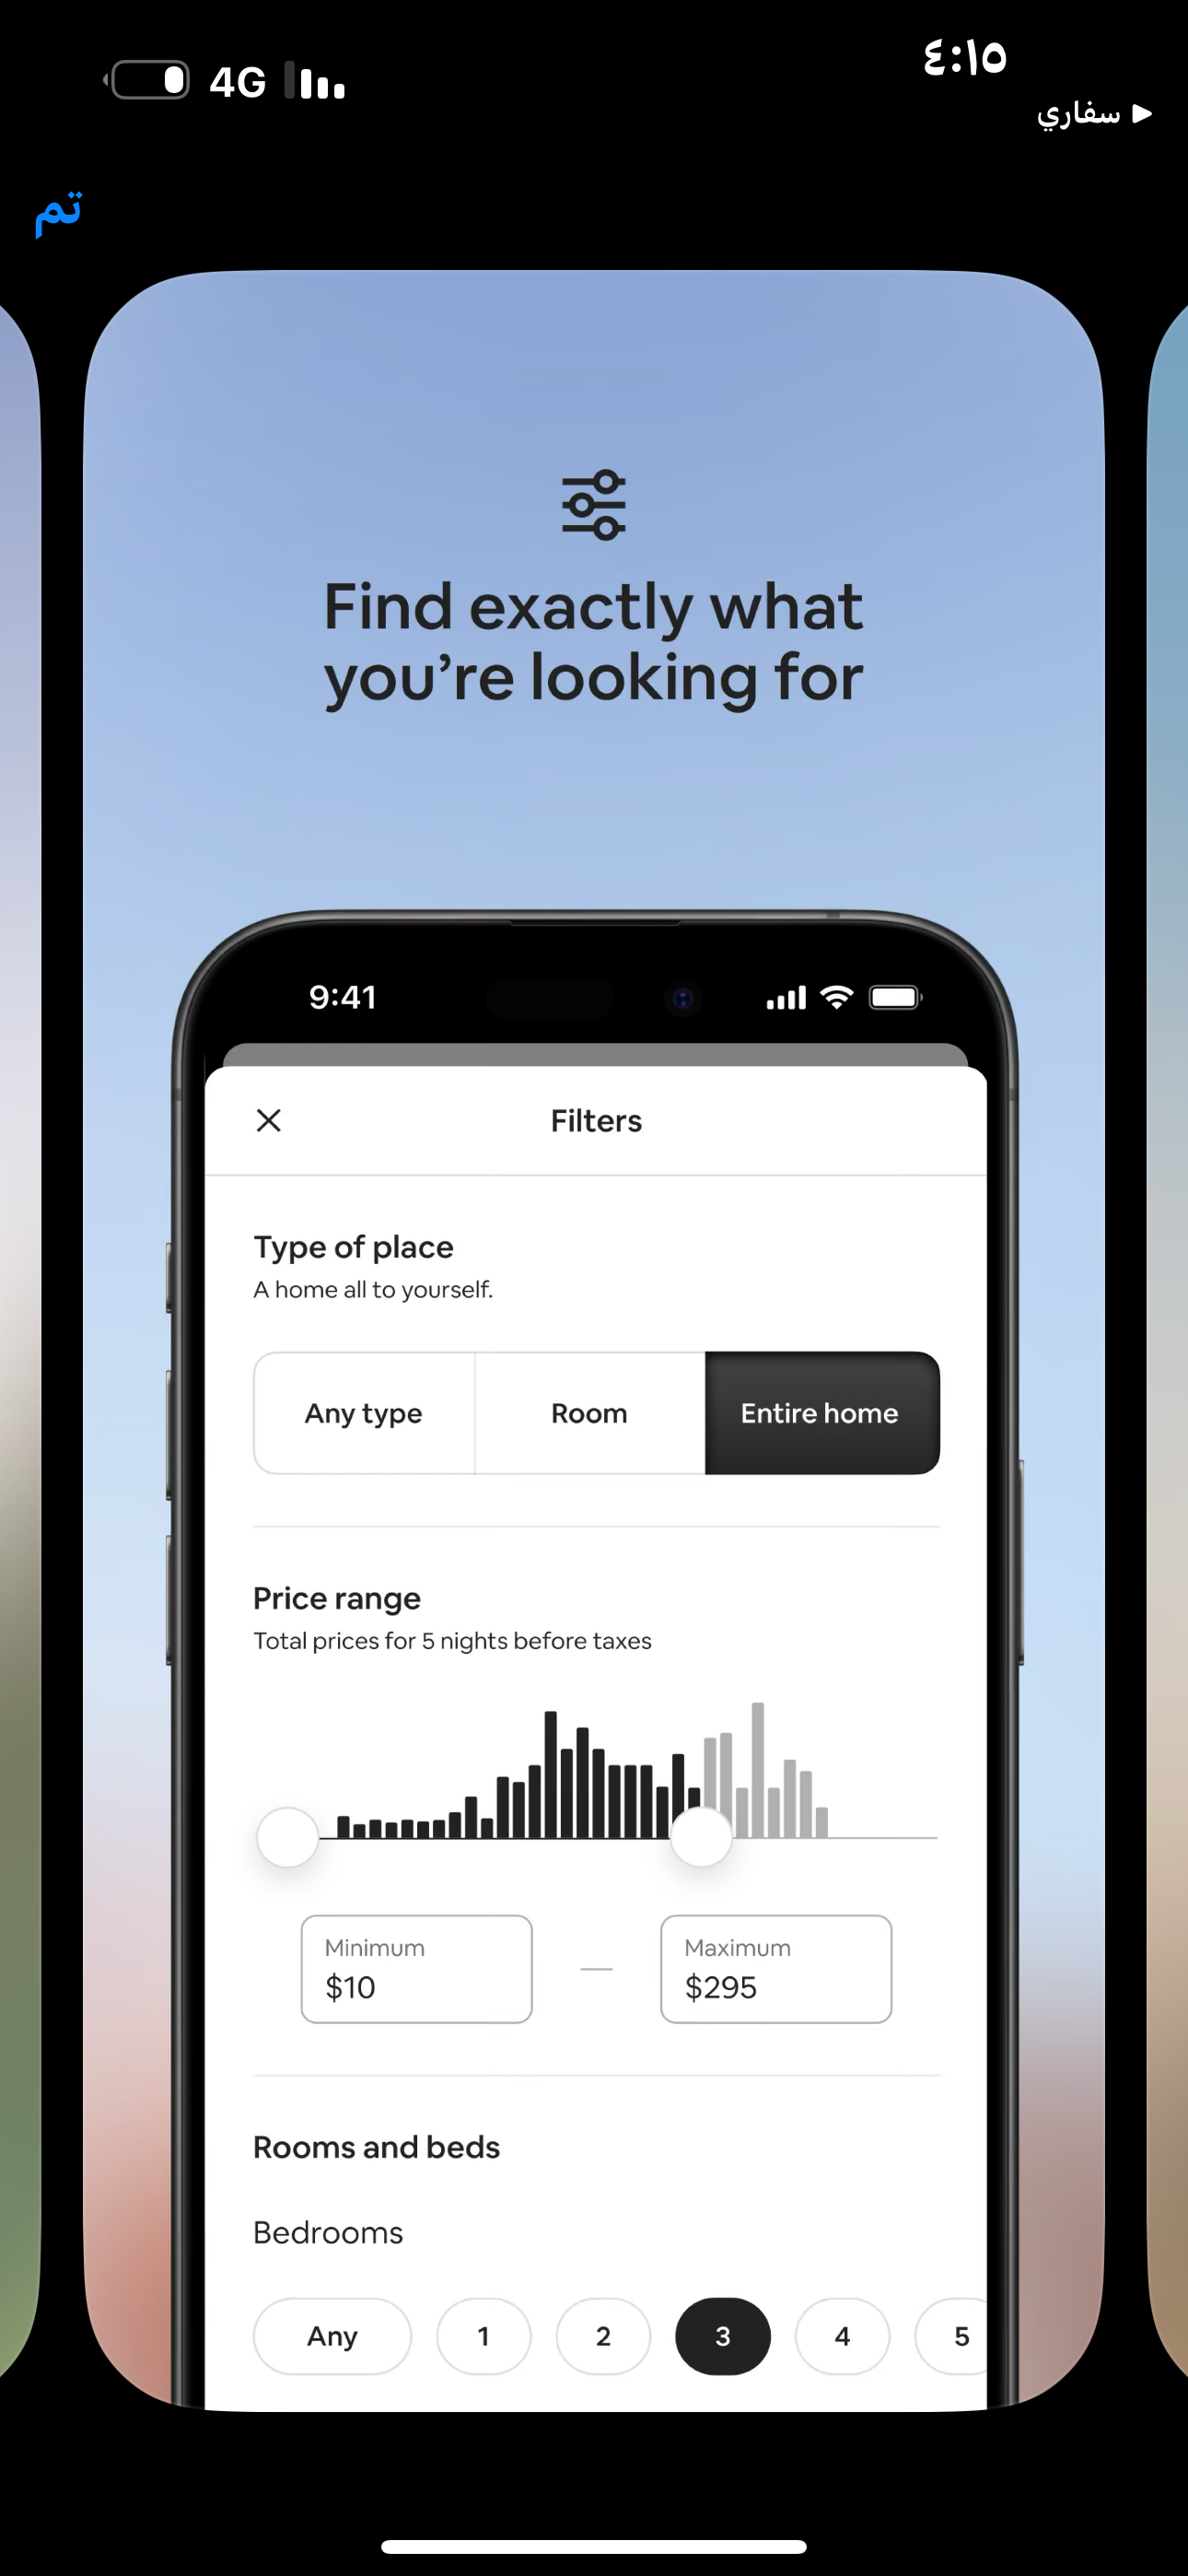 ٤:١٥
4G
سفاري
تم
Find exactly what
you’re looking for
9:41
Filters
Type of place
A home all to yourself.
Any type Room Entire home
Price range
Total prices for 5 nights before taxes
Minimum Maximum
$10 — $295
Rooms and beds
Bedrooms
Any 1 2 3 4 5